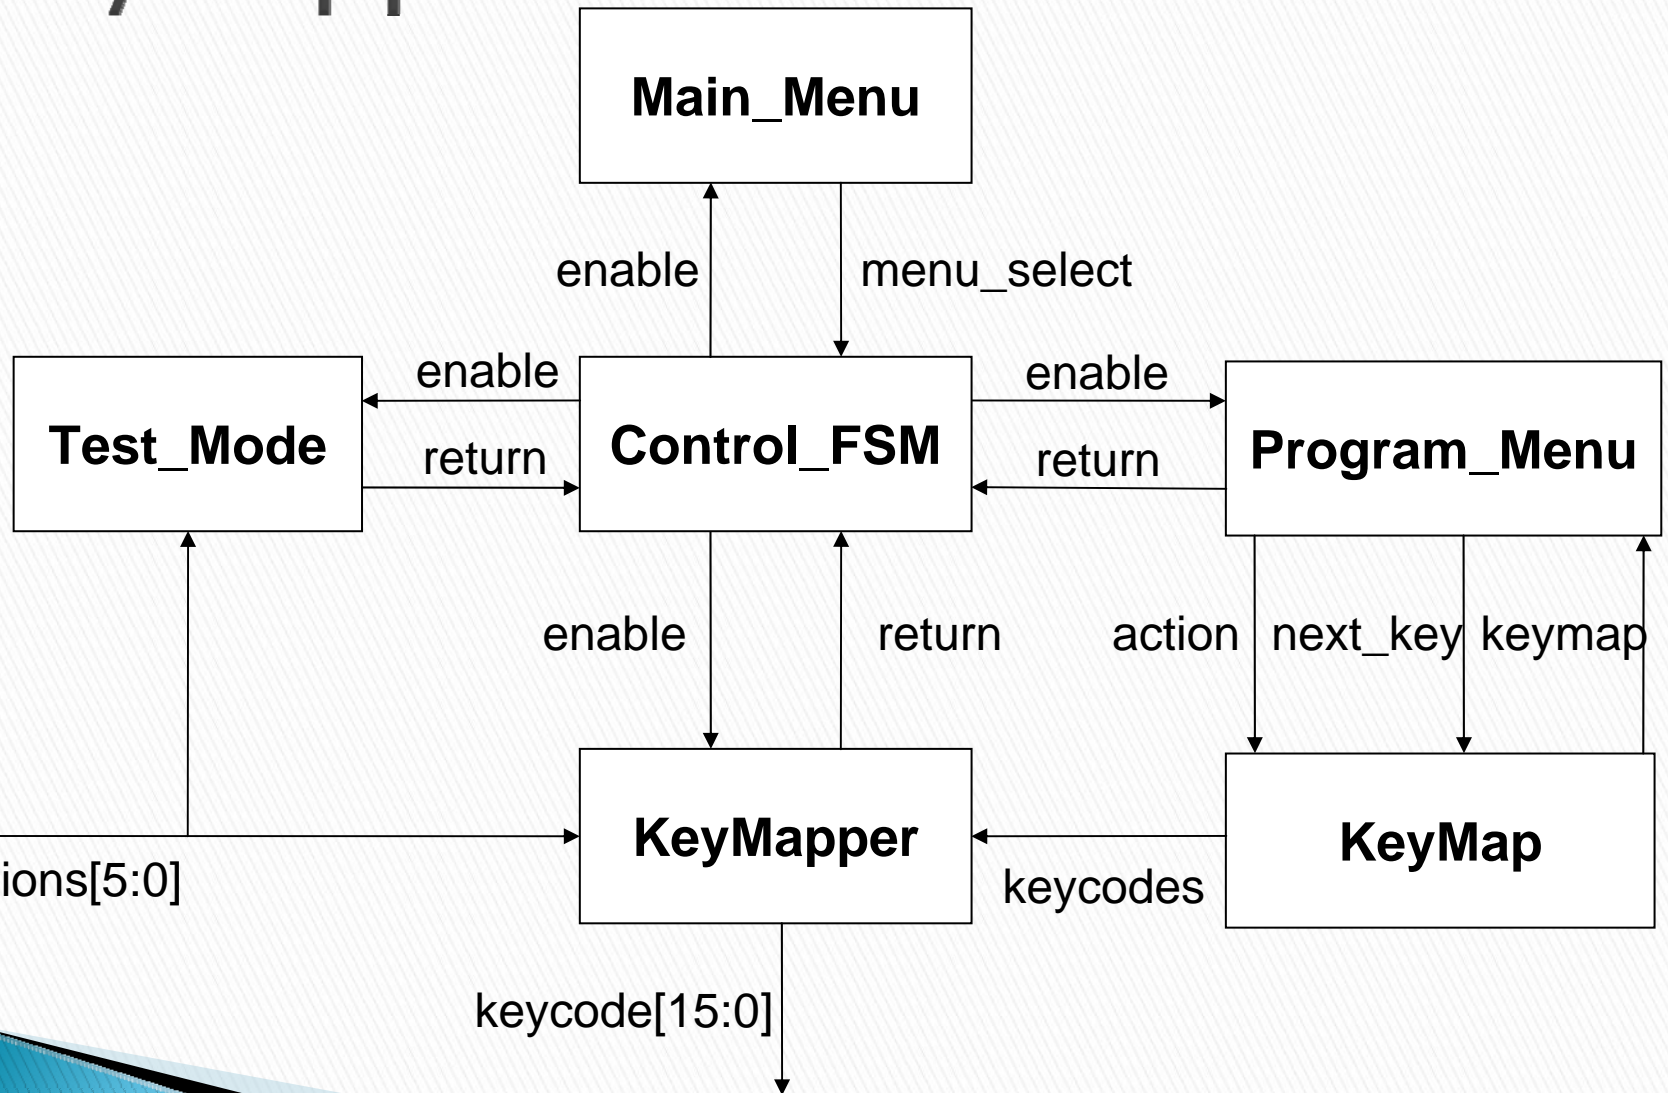 Main_Menu
enable
menu_select
enable
enable
Test_Mode
Control_FSM
Program_Menu
return
return
enable
return
action
next_key
keymap
KeyMapper
KeyMap
ions[5:0]
keycodes
keycode[15:0]